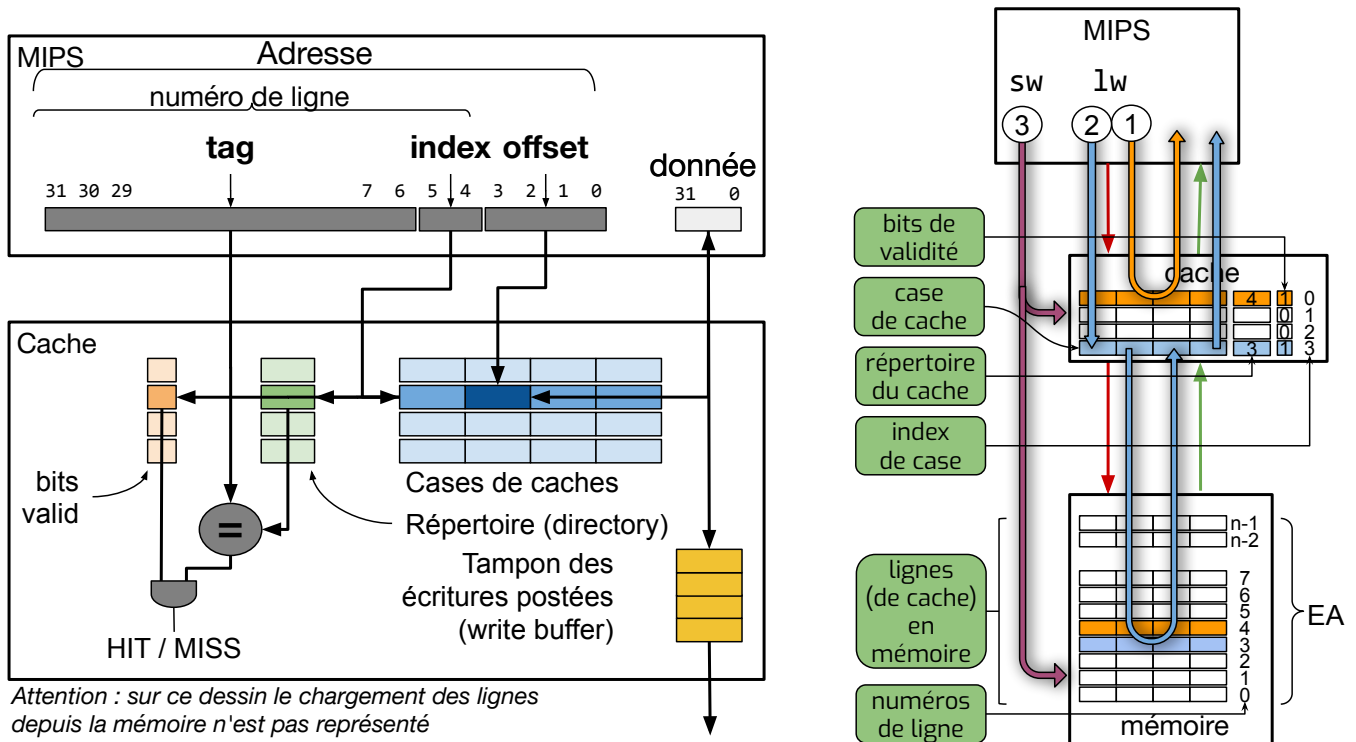 MIPS
Adresse
numéro de ligne
tag
index offset
donnée
31 30 29
7 6 5 4 3 2 1 0
31 0
Cache
bits
valid
=
HIT / MISS
Cases de caches
Répertoire (directory)
Tampon des
écritures postées
(write buffer)
Attention : sur ce dessin le chargement des lignes
depuis la mémoire n'est pas représenté
MIPS
sw lw
3 2 1
bits de
validité
case
de cache
répertoire
du cache
index
de case
cache
4 1 0
0 1
0 2
3 1 3
lignes
(de cache)
en
mémoire
numéros
de ligne
n-1
n-2
7
6
5
4
3
2
1
0
EA
mémoire